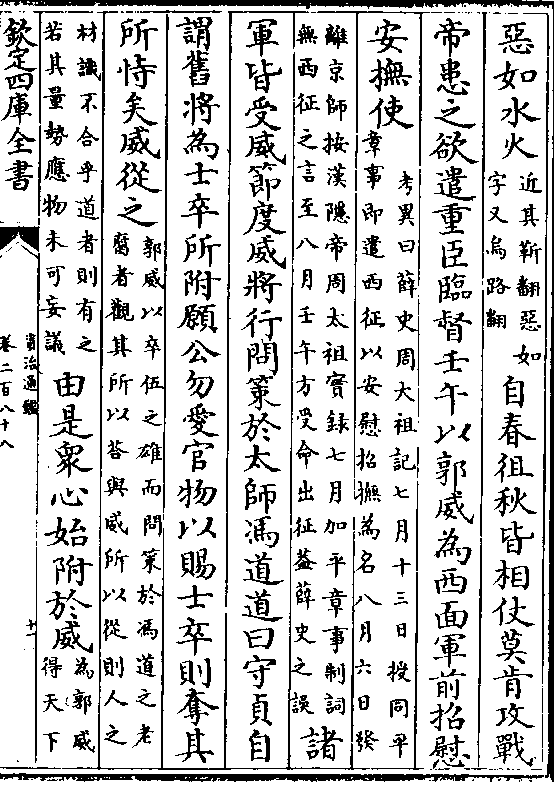 惡如水火近其靳翻惡如字又烏路翻自春徂秋皆相仗莫肯攻戰
帝患之欲遣重臣臨督壬午以郭威為西面軍前招慰
安撫使考異曰薛史周太祖記七月十三日授同平章事即遣西征以安慰招撫為名八月六日發
離京師按漢隱帝周太祖實録七月加平章事制詞無西征之言至八月壬午方受命出征蓋薛史之誤諸
軍皆受威節度威將行問策於太師馮道道曰守貞自
謂舊將為士卒所附願公勿愛官物以賜士卒則奪其
所恃矣威從之郭威以卒伍之雄而問策於馮道之老腐者觀其所以荅與威所以從則人之
材識不合乎道者則有之若其量勢應物未可妄議由是衆心始附於威為郭威得天下
欽定四庫全書
資治通鑑
卷二百八十八
十一